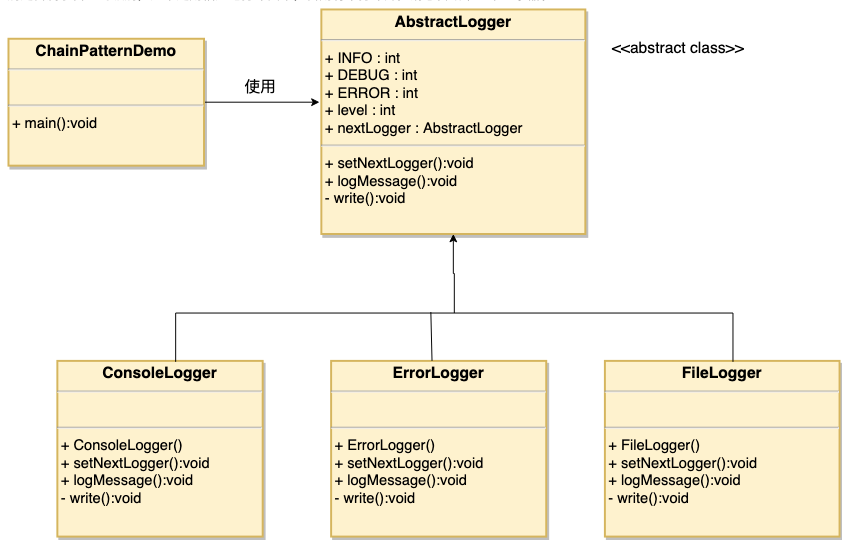 ChainPatternDemo
+ main():void
使用
AbstractLogger
+ INFO : int
+ DEBUG : int
+ ERROR : int
+ level : int
+ nextLogger : AbstractLogger
+ setNextLogger():void
+ logMessage():void
- write():void
<<abstract class>>
ConsoleLogger
+ ConsoleLogger()
+ setNextLogger():void
+ logMessage():void
- write():void
ErrorLogger
+ ErrorLogger()
+ setNextLogger():void
+ logMessage():void
- write():void
FileLogger
+ FileLogger()
+ setNextLogger():void
+ logMessage():void
- write():void